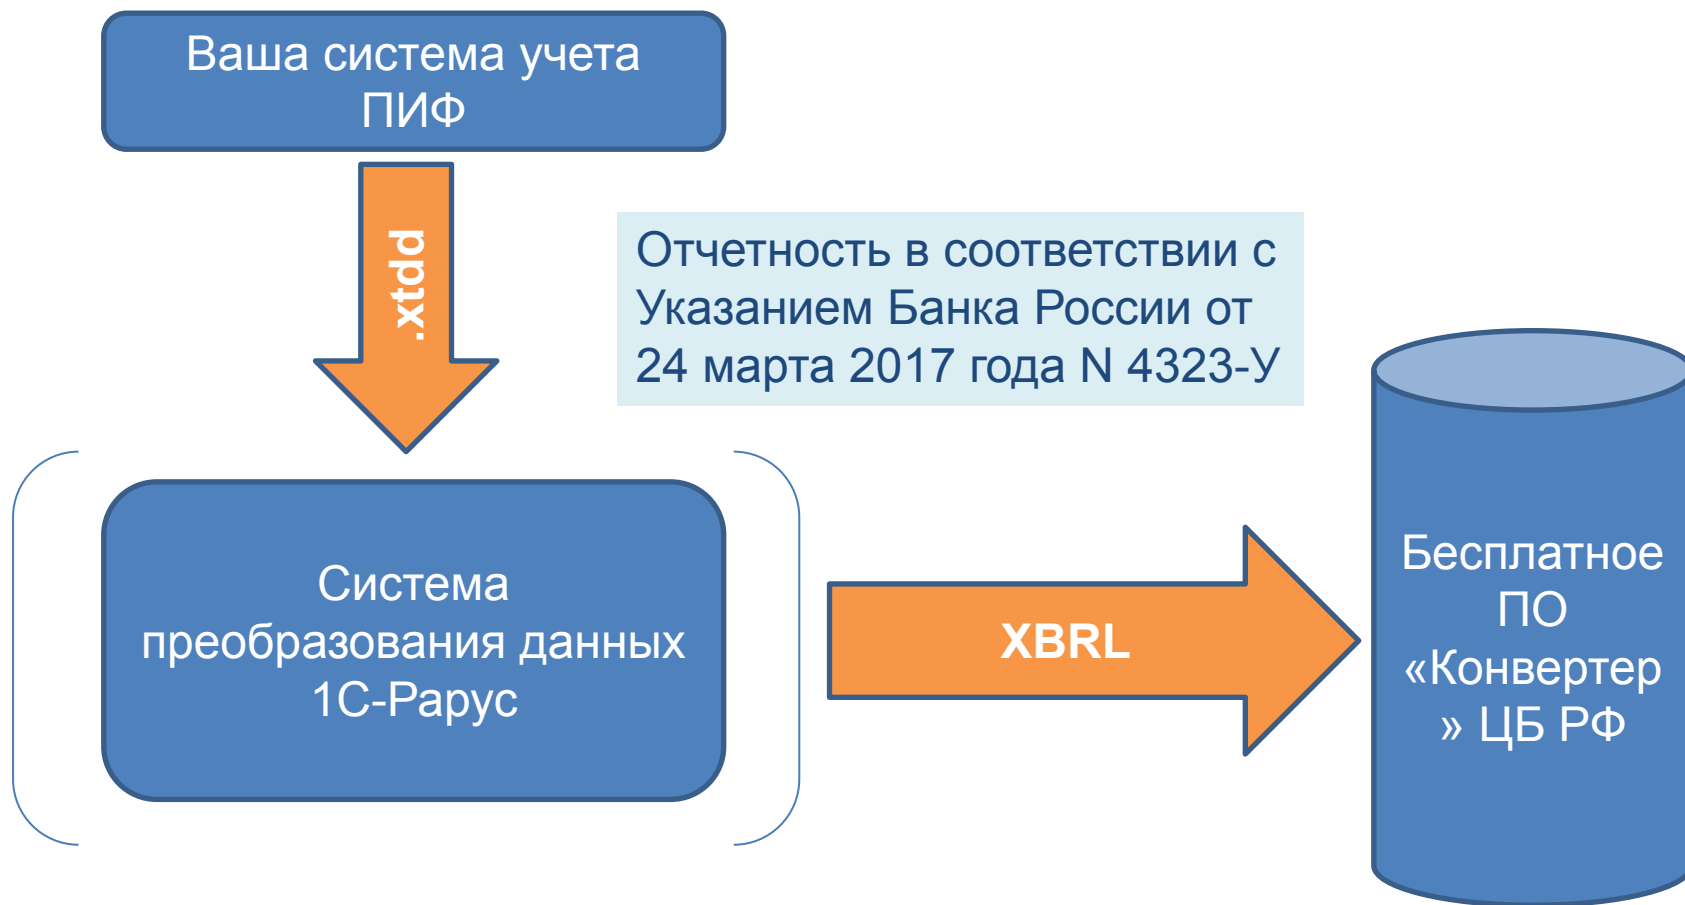 Ваша система учета
ПИФ
.xtdd
Отчетность в соответствии с
Указанием Банка России от
24 марта 2017 года N 4323-У
Система
преобразования данных
1С-Рарус
XBRL
Бесплатное
ПО
«Конвертер
» ЦБ РФ